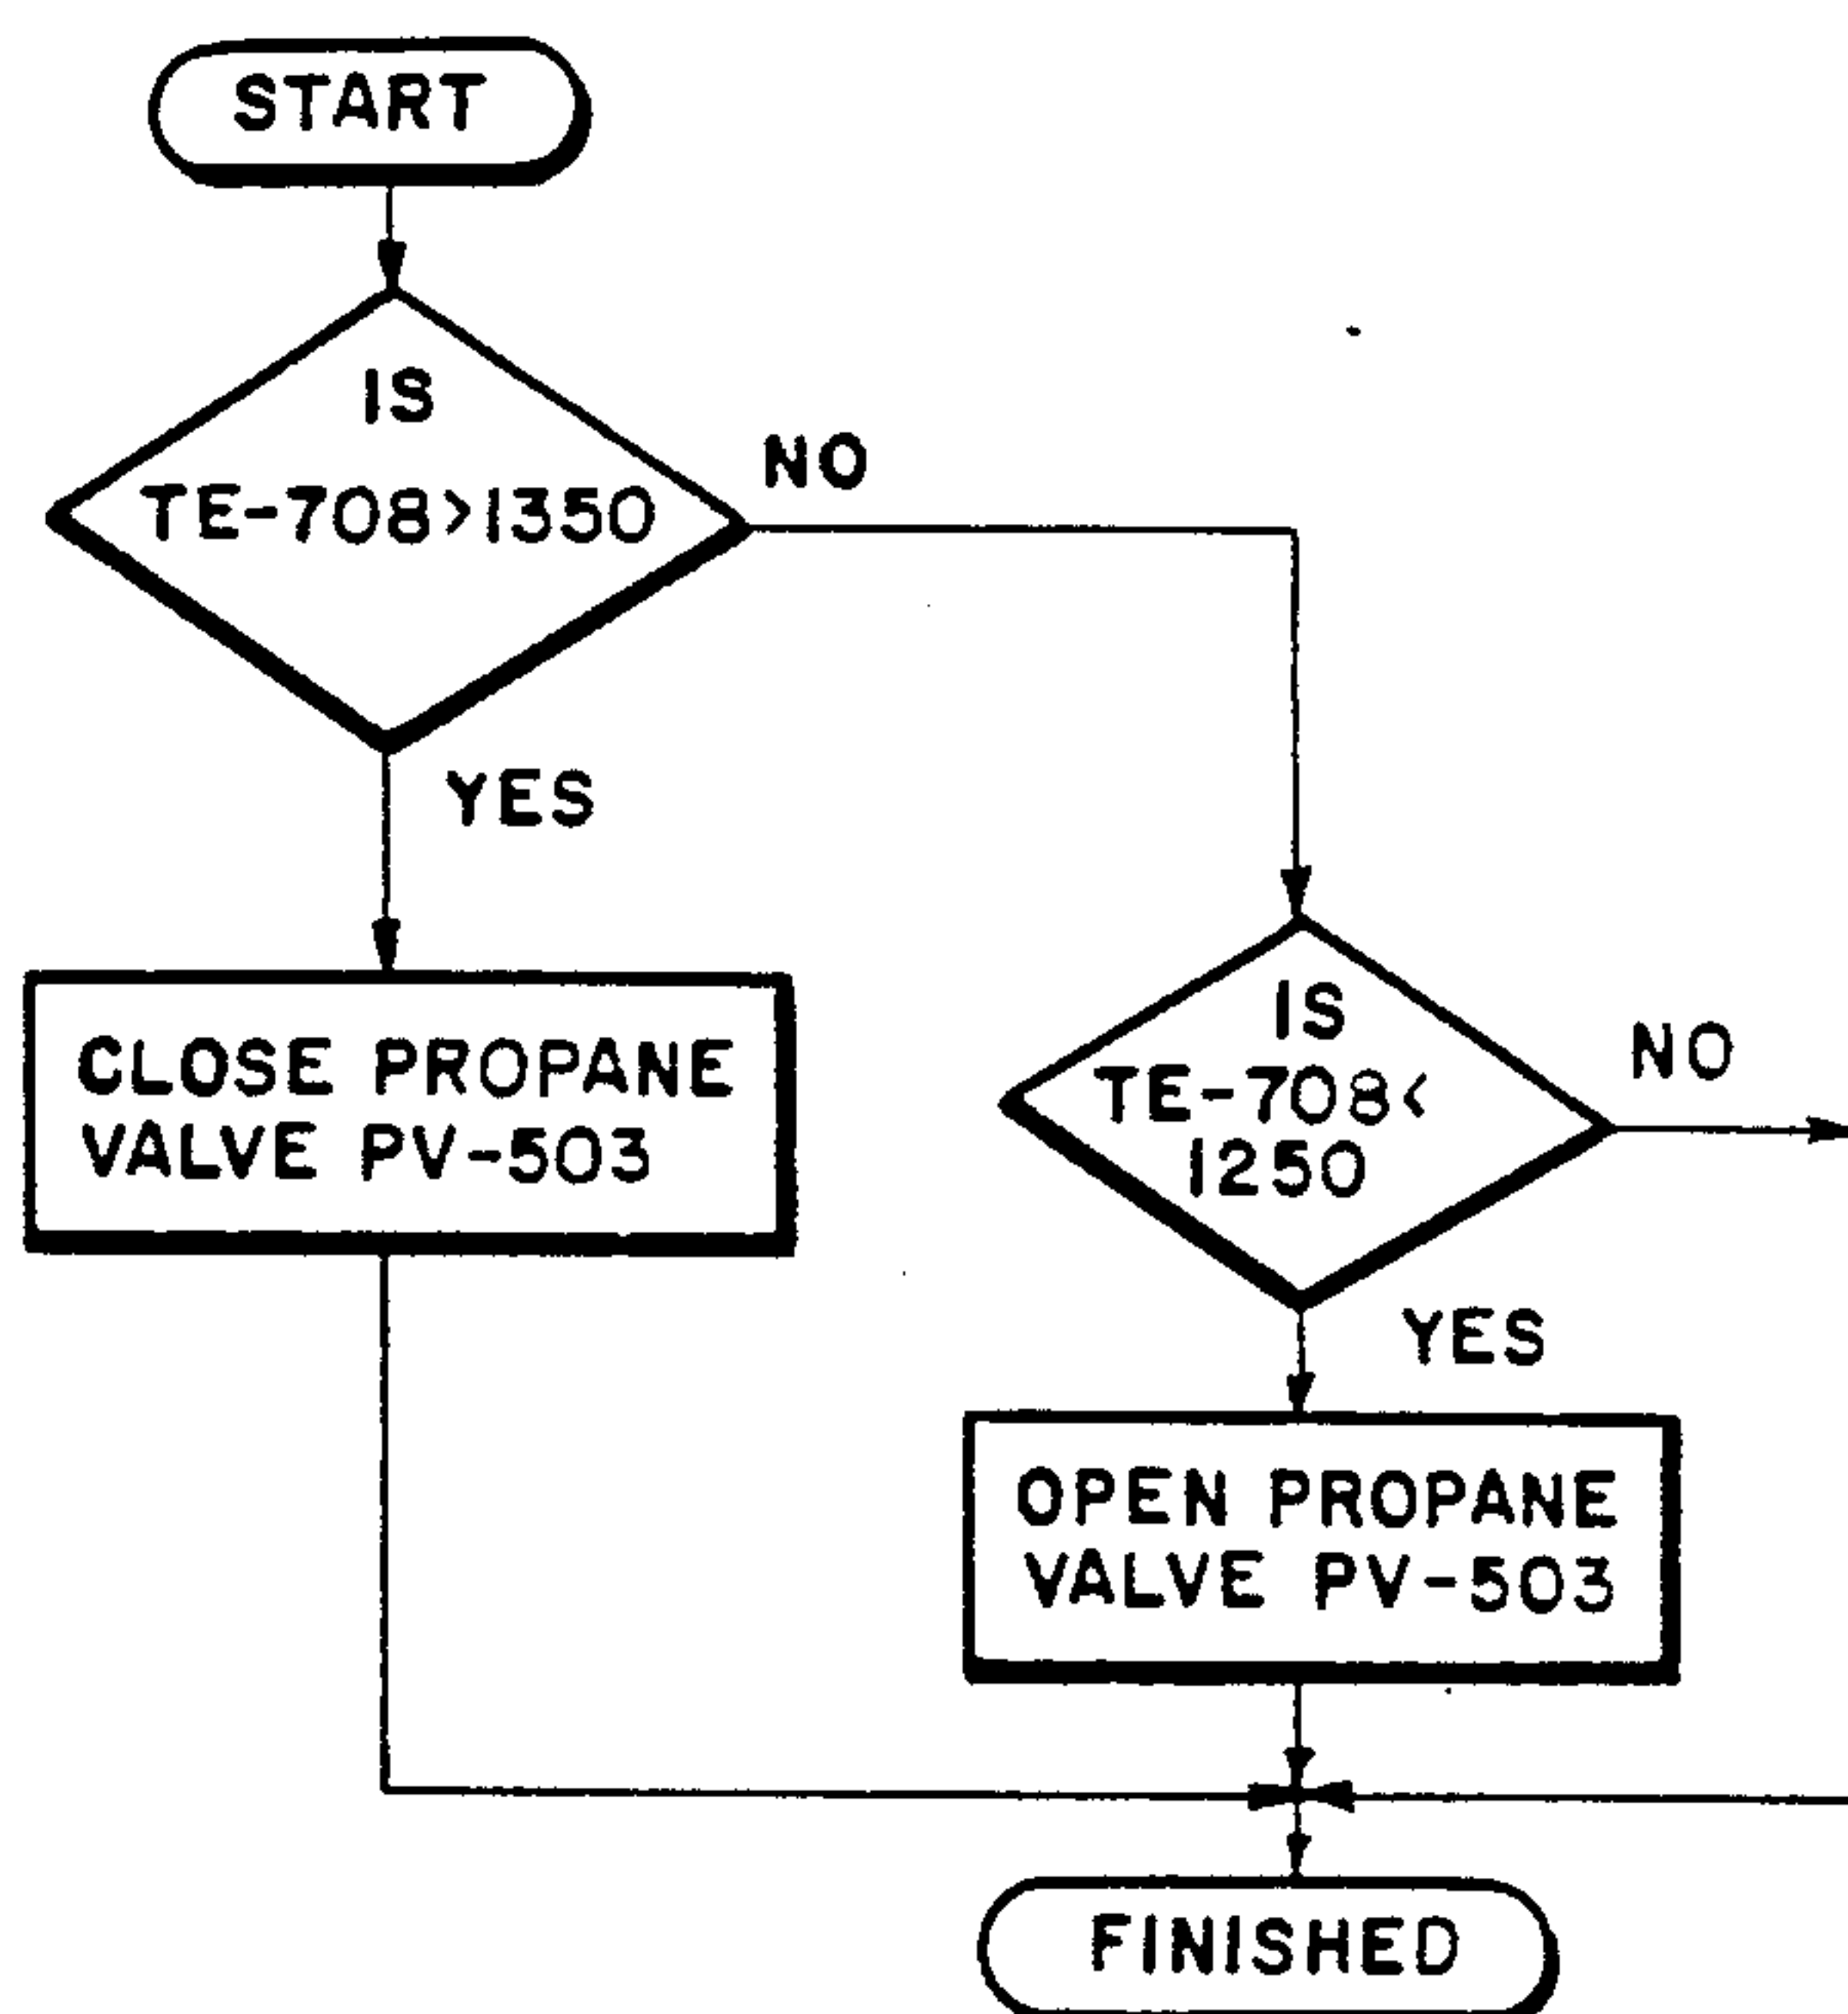 START
IS
TE-708>1350
NO
YES
CLOSE PROPANE
VALVE PV-503
IS
TE-708<
1250
NO
YES
OPEN PROPANE
VALVE PV-503
FINISHED